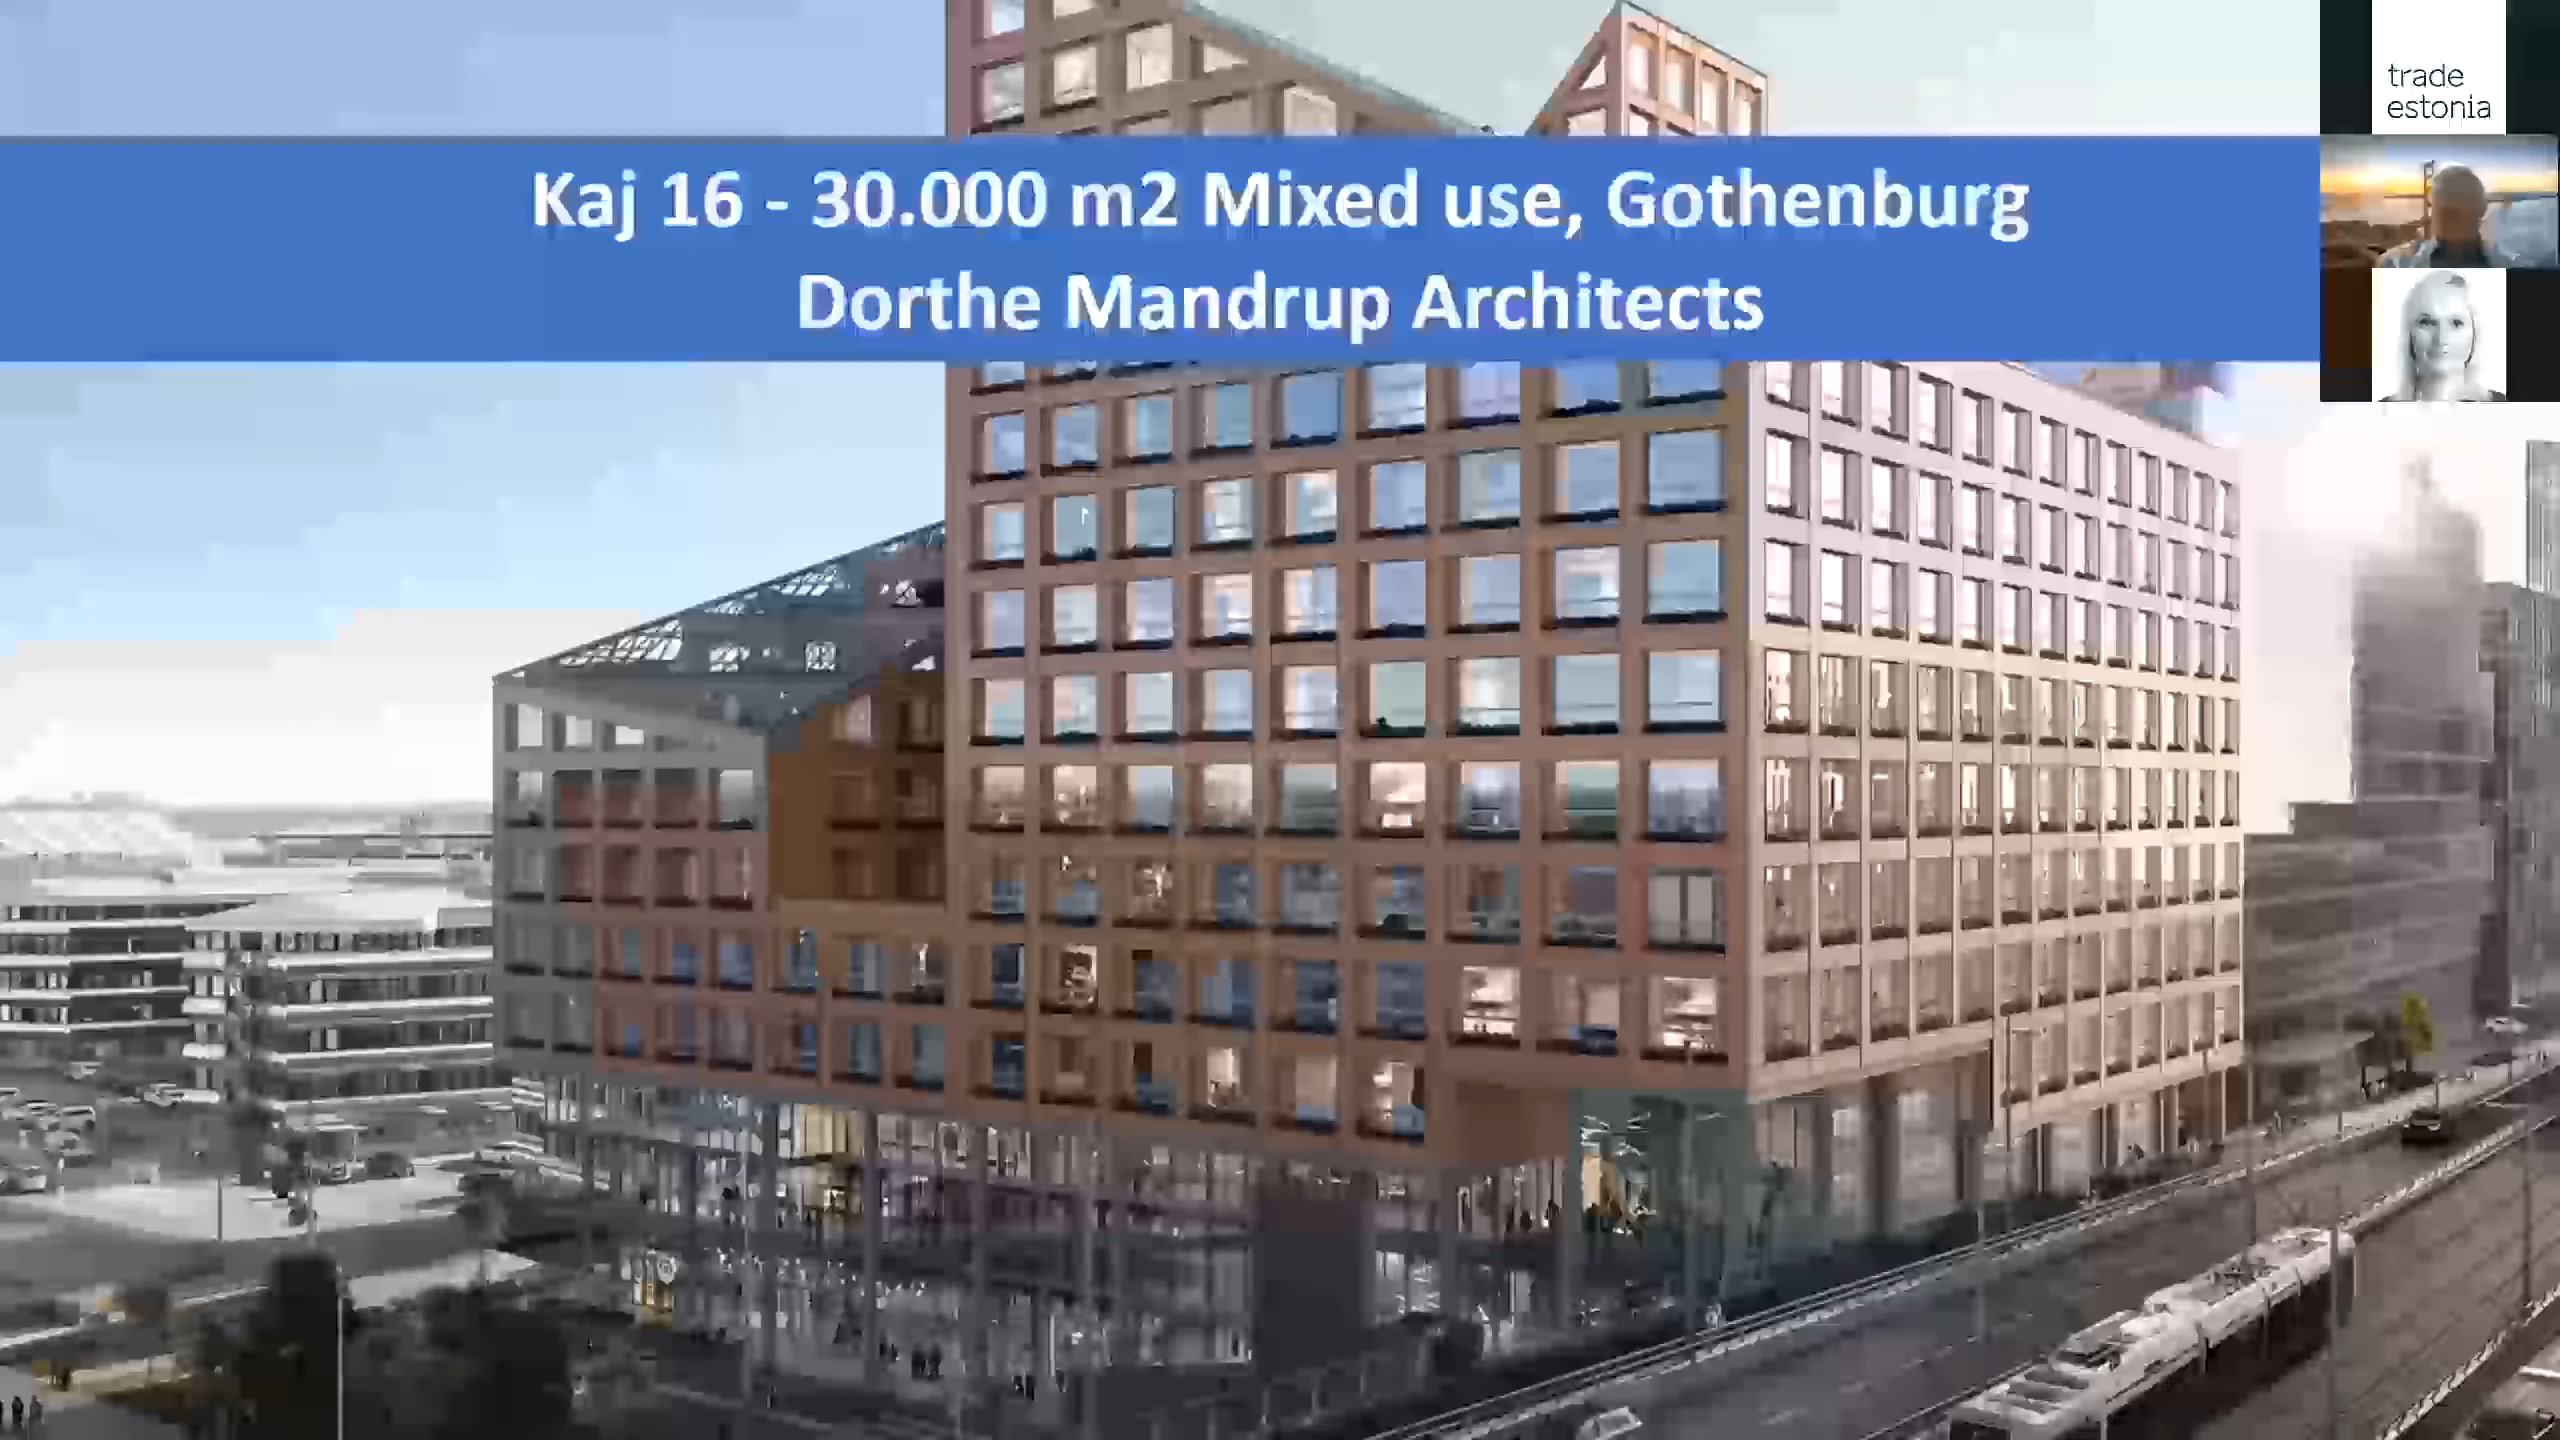 Kaj 16 - 30.000 m2 Mixed use, Gothenburg
Dorthe Mandrup Architects
trade
estonia